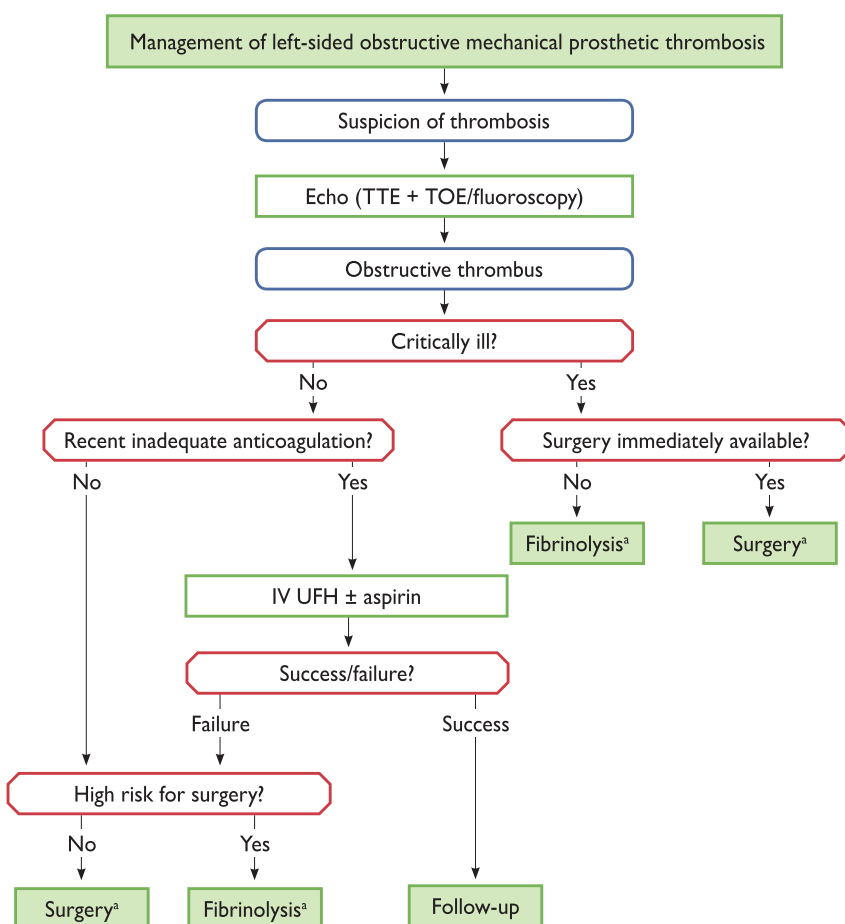 Management of left-sided obstructive mechanical prosthetic thrombosis
Suspicion of thrombosis
Echo (TTE + TOE/fluoroscopy)
Obstructive thrombus
Critically ill?
No
Yes
Recent inadequate anticoagulation?
Surgery immediately available?
No
Yes
No
Yes
Fibrinolysisᵃ
Surgeryᵃ
IV UFH ± aspirin
Success/failure?
Failure
Success
High risk for surgery?
No
Yes
Surgeryᵃ
Fibrinolysisᵃ
Follow-up